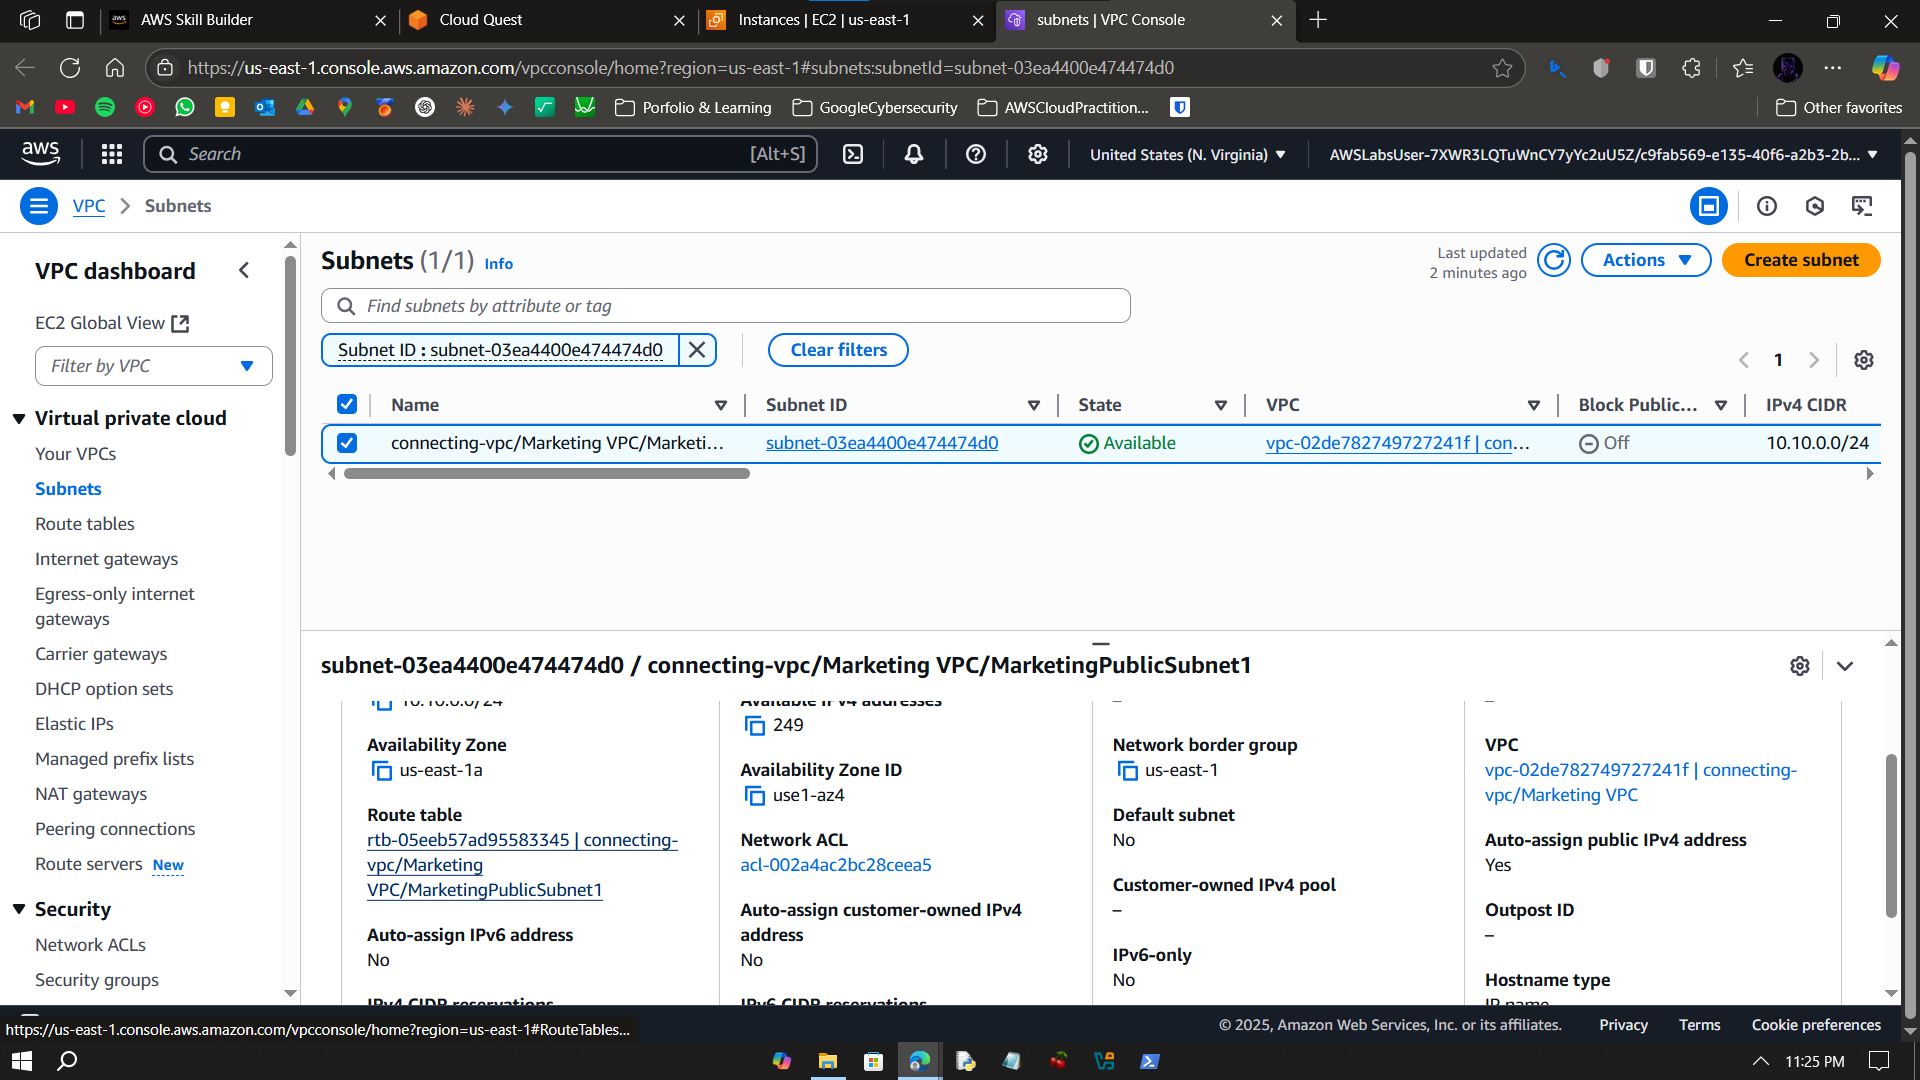 AWS Skill Builder
Cloud Quest
Instances | EC2 | us-east-1
subnets | VPC Console
https://us-east-1.console.aws.amazon.com/vpcconsole/home?region=us-east-1#subnets:subnetId=subnet-03ea4400e474474d0
Porfolio & Learning
GoogleCybersecurity
AWSCloudPractition...
Other favorites
aws
Search
[Alt+S]
United States (N. Virginia)
AWSLabsUser-7XWR3LQTuWnCY7yYc2uU5Z/c9fab569-e135-40f6-a2b3-2b...
VPC
Subnets
VPC dashboard
EC2 Global View
Filter by VPC
Virtual private cloud
Your VPCs
Subnets
Route tables
Internet gateways
Egress-only internet
gateways
Carrier gateways
DHCP option sets
Elastic IPs
Managed prefix lists
NAT gateways
Peering connections
Route servers New
Security
Network ACLs
Security groups
Subnets (1/1) Info
Last updated
2 minutes ago
Actions
Create subnet
Find subnets by attribute or tag
Subnet ID : subnet-03ea4400e474474d0
Clear filters
1
Name
Subnet ID
State
VPC
Block Public...
IPv4 CIDR
connecting-vpc/Marketing VPC/Marketi...
subnet-03ea4400e474474d0
Available
vpc-02de782749727241f | con...
Off
10.10.0.0/24
subnet-03ea4400e474474d0 / connecting-vpc/Marketing VPC/MarketingPublicSubnet1
10.10.0.0/24
Availability Zone
us-east-1a
Route table
rtb-05eeb57ad95583345 | connecting-
vpc/Marketing
VPC/MarketingPublicSubnet1
Auto-assign IPv6 address
No
IPv4 CIDR reservations
Available IPv4 addresses
249
Availability Zone ID
use1-az4
Network ACL
acl-002a4ac2bc28ceea5
Auto-assign customer-owned IPv4
address
No
IPv6 CIDR reservations
–
Network border group
us-east-1
Default subnet
No
Customer-owned IPv4 pool
–
IPv6-only
No
–
VPC
vpc-02de782749727241f | connecting-
vpc/Marketing VPC
Auto-assign public IPv4 address
Yes
Outpost ID
–
Hostname type
IP name
https://us-east-1.console.aws.amazon.com/vpcconsole/home?region=us-east-1#RouteTables...
© 2025, Amazon Web Services, Inc. or its affiliates.
Privacy
Terms
Cookie preferences
11:25 PM